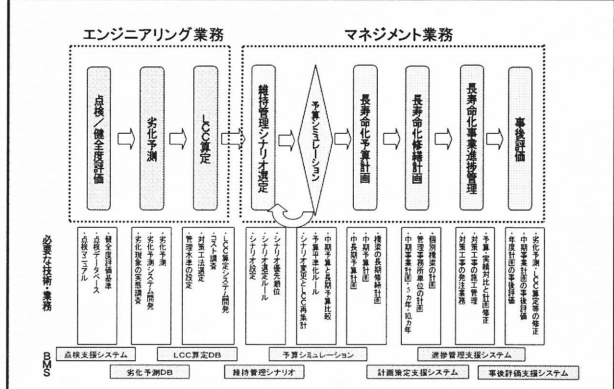 エンジニアリング業務
マネジメント業務
点検／健全度評価
劣化予測
LCC算定
維持管理シナリオ選定
予算シミュレーション
長寿命化予算計画
長寿命化修繕計画
長寿命化事業進捗管理
事後評価
必要な技術・業務
・健全度評価基準
・点検データベース
・点検マニュアル
・劣化予測
・劣化予測システム開発
・劣化現象の実態調査
・LCC算定システム開発
・コスト調査
・対策工法選定
・管理水準の設定
・シナリオ優先順位
・シナリオ選定ルール
・シナリオ設定
・中期予算と長期予算比較
・予算平準化ルール
・シナリオ変更とLCC再集計
・橋梁の長期修繕計画
・中期予算計画
・中長期予算計画
・個別橋梁の計画
・管理事務所単位の計画
・中期事業計画・5ヵ年・10ヵ年
・予算・実績対比と計画修正
・対策工事の施工管理
・対策工事の発注業務
・劣化予測・LCC算定等の修正
・中期事業計画の事後評価
・年度計画の事後評価
BMS
点検支援システム
LCC算定DB
予算シミュレーション
進捗管理支援システム
劣化予測DB
維持管理シナリオ
計画策定支援システム
事後評価支援システム